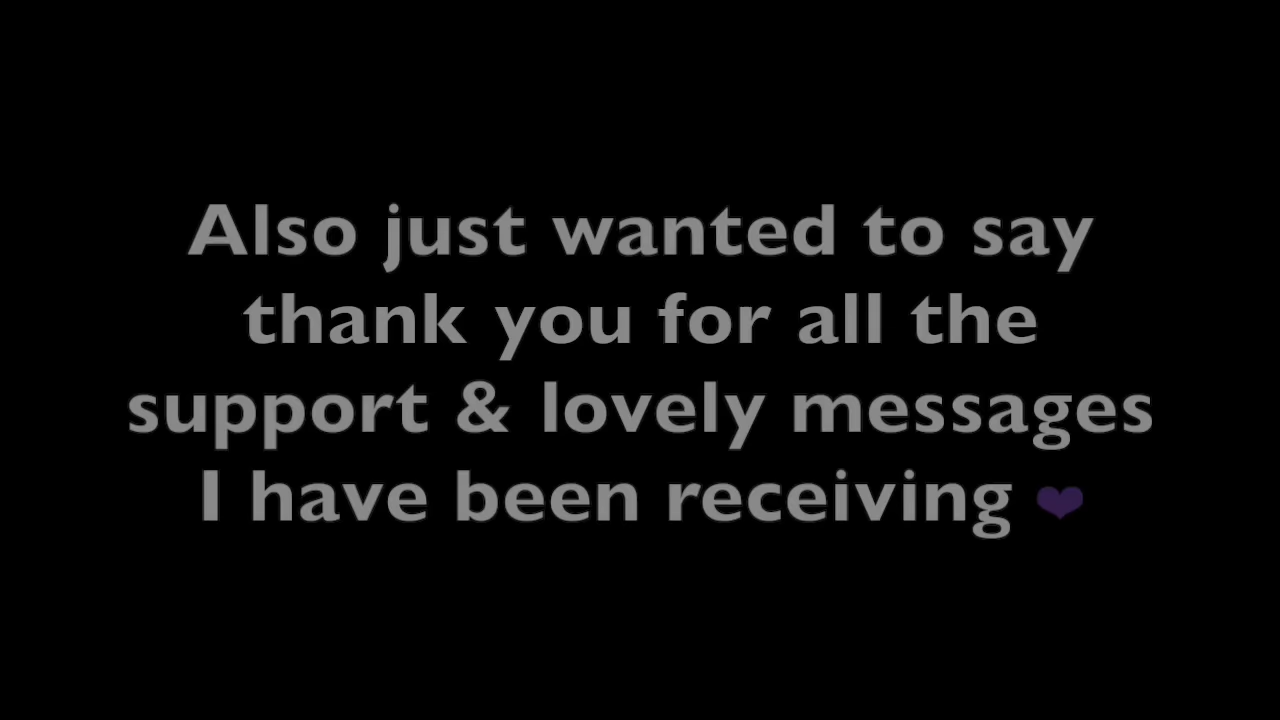 Also just wanted to say
thank you for all the
support & lovely messages
I have been receiving 💜